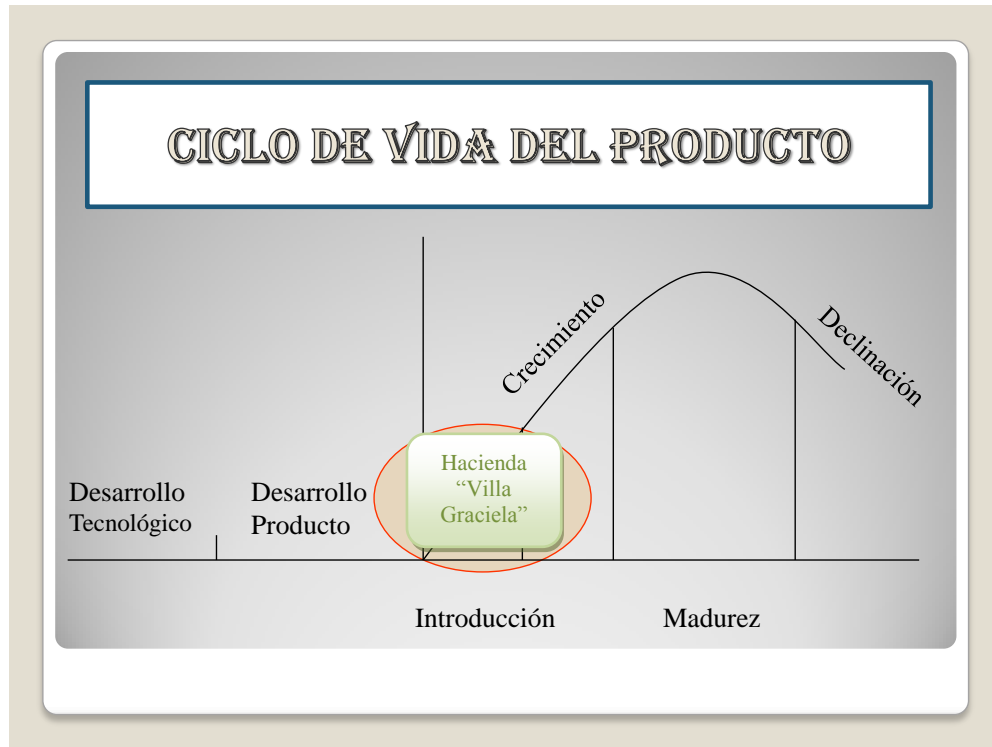 CICLO DE VIDA DEL PRODUCTO
Crecimiento
Declinación
Hacienda
“Villa
Graciela”
Desarrollo
Tecnológico
Desarrollo
Producto
Introducción
Madurez